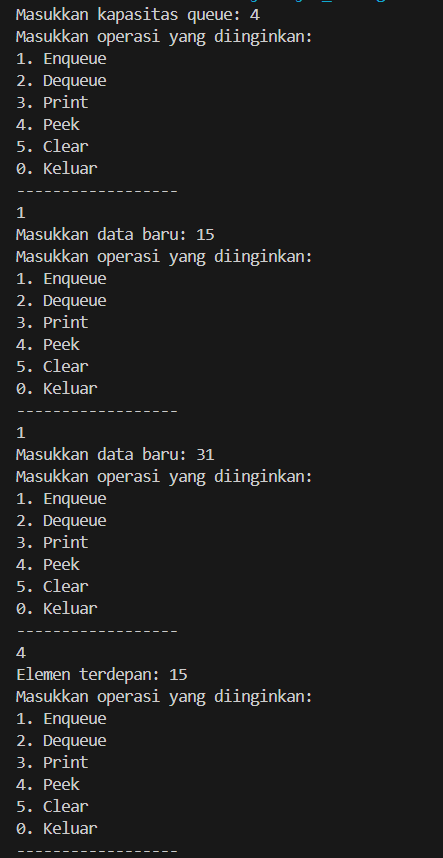 Masukkan kapasitas queue: 4
Masukkan operasi yang diinginkan:
1. Enqueue
2. Dequeue
3. Print
4. Peek
5. Clear
0. Keluar
------------------
1
Masukkan data baru: 15
Masukkan operasi yang diinginkan:
1. Enqueue
2. Dequeue
3. Print
4. Peek
5. Clear
0. Keluar
------------------
1
Masukkan data baru: 31
Masukkan operasi yang diinginkan:
1. Enqueue
2. Dequeue
3. Print
4. Peek
5. Clear
0. Keluar
------------------
4
Elemen terdepan: 15
Masukkan operasi yang diinginkan:
1. Enqueue
2. Dequeue
3. Print
4. Peek
5. Clear
0. Keluar
------------------